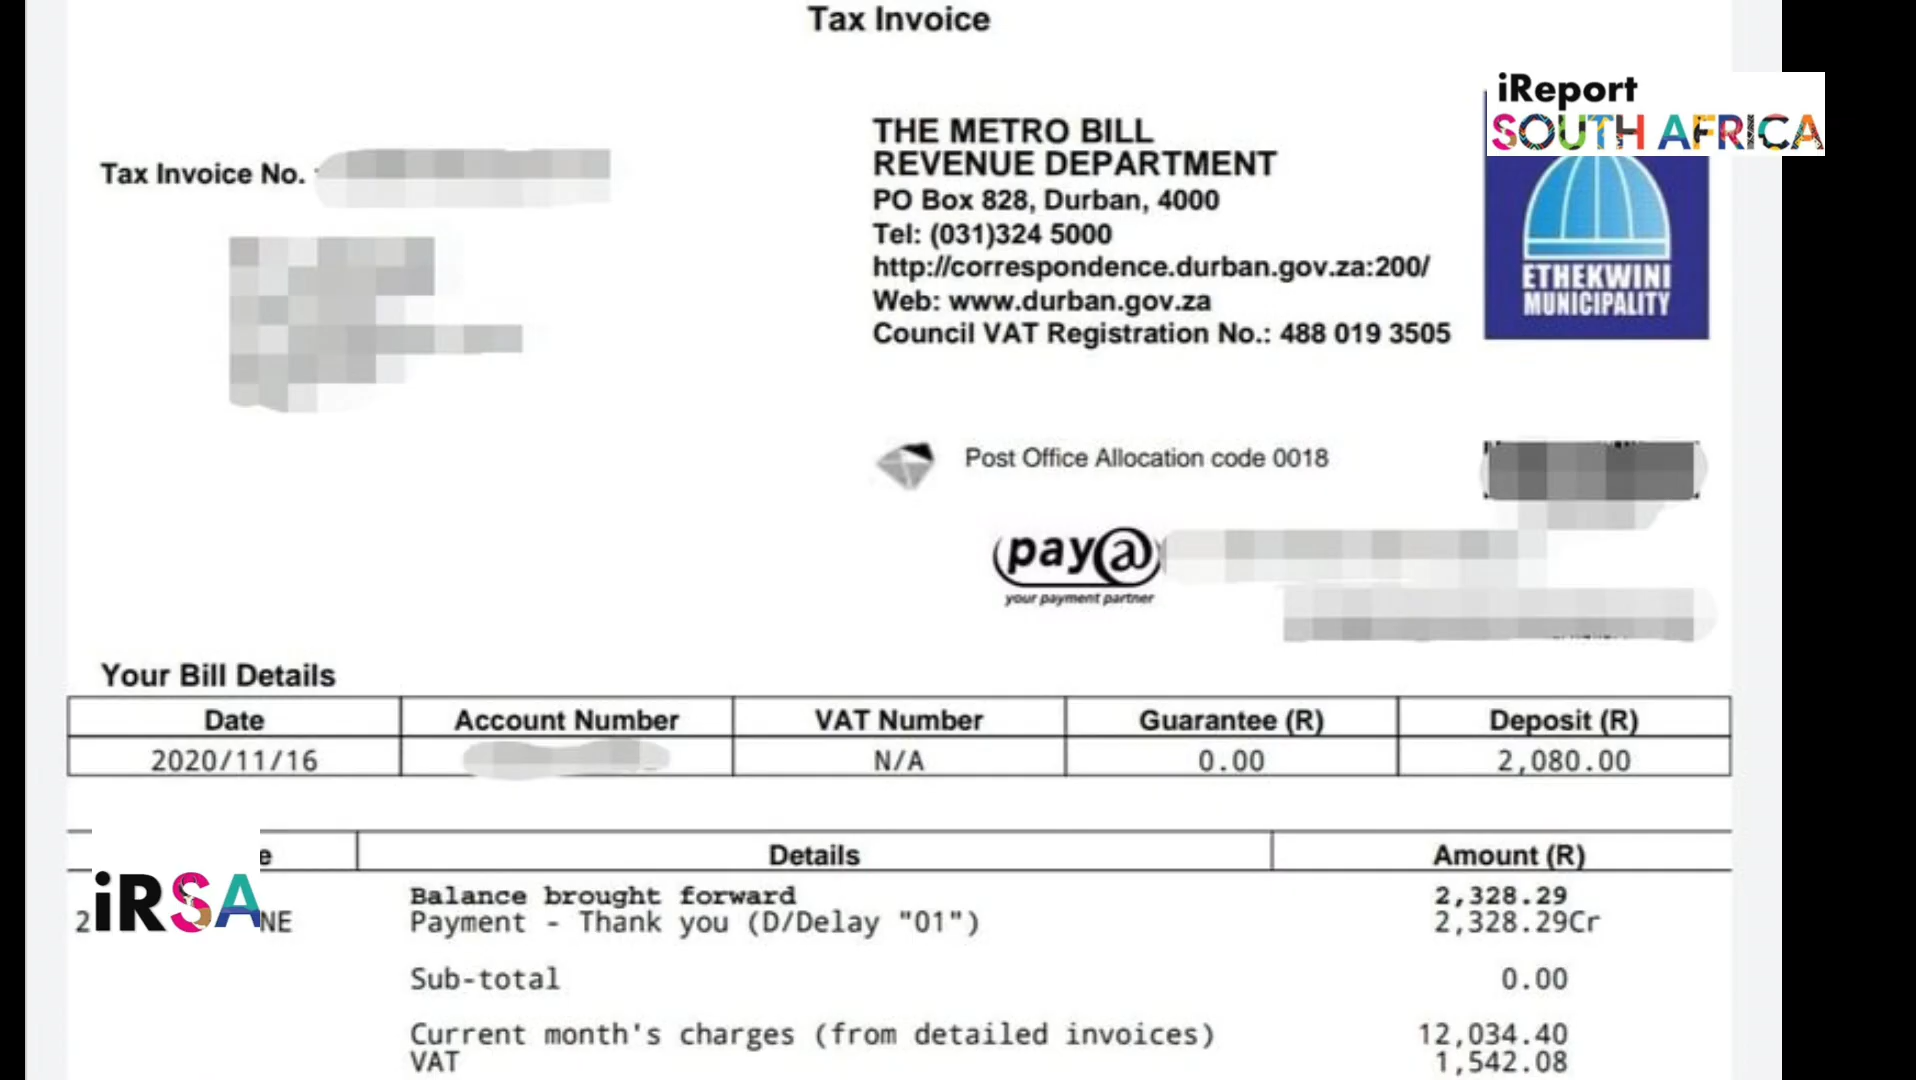 Tax Invoice
iReport
SOUTH AFRICA
Tax Invoice No.
THE METRO BILL
REVENUE DEPARTMENT
PO Box 828, Durban, 4000
Tel: (031)324 5000
http://correspondence.durban.gov.za:200/
Web: www.durban.gov.za
Council VAT Registration No.: 488 019 3505
ETHEKWINI
MUNICIPALITY
Post Office Allocation code 0018
pay@
your payment partner
Your Bill Details
Date Account Number VAT Number Guarantee (R) Deposit (R)
2020/11/16 N/A 0.00 2,080.00
Details Amount (R)
iRSA
Balance brought forward 2,328.29
Payment - Thank you (D/Delay "01") 2,328.29Cr
Sub-total 0.00
Current month's charges (from detailed invoices) 12,034.40
VAT 1,542.08